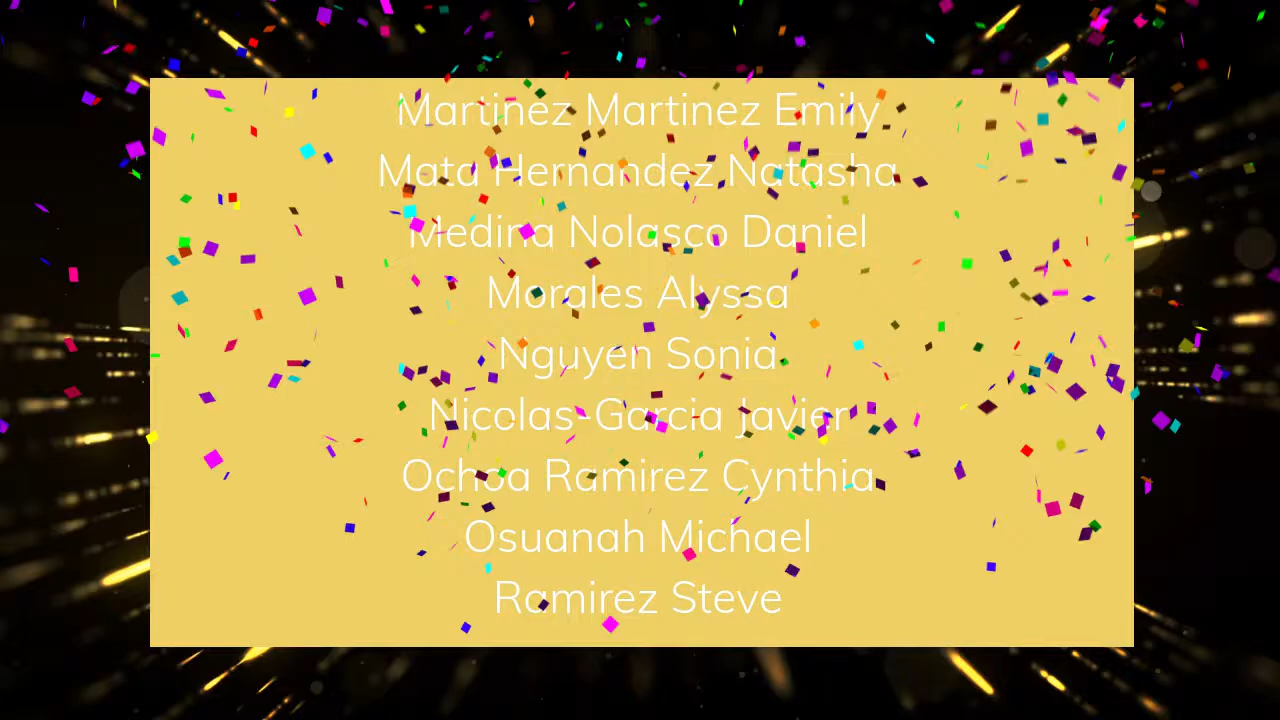 Martinez Martinez Emily
Mata Hernandez Natasha
Medina Nolasco Daniel
Morales Alyssa
Nguyen Sonia
Nicolas-Garcia Javier
Ochoa Ramirez Cynthia
Osuanah Michael
Ramirez Steve